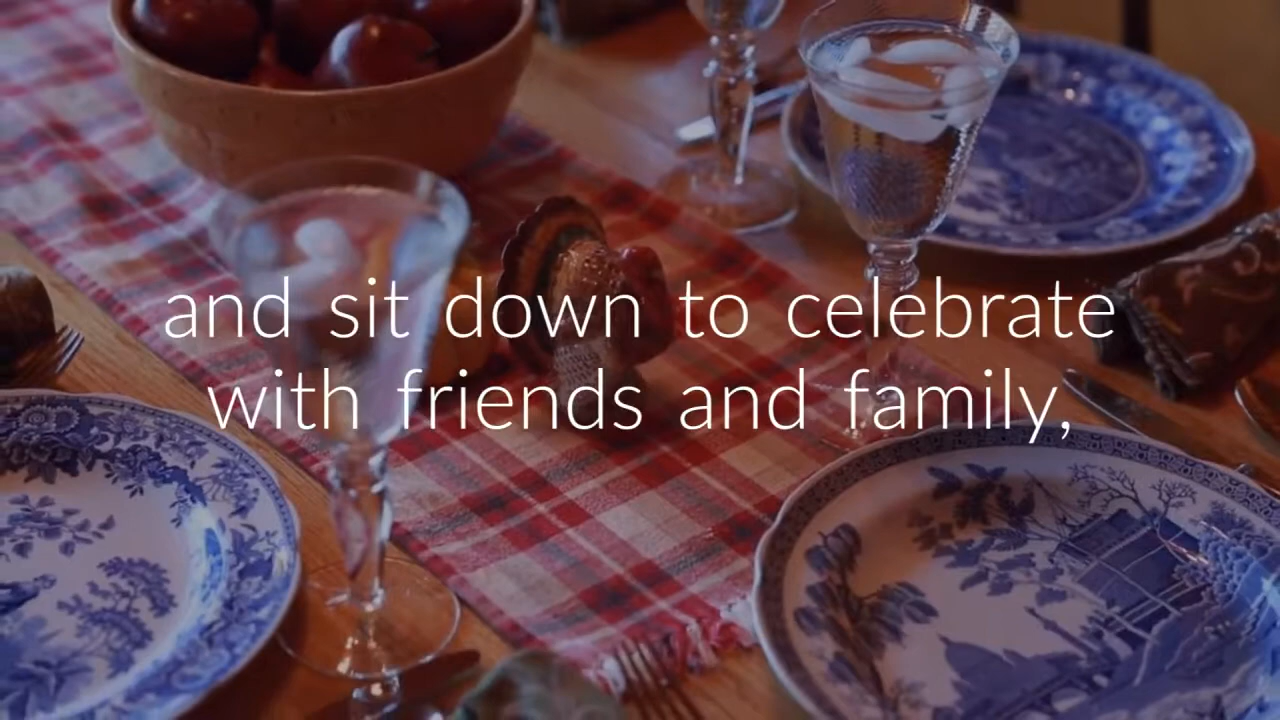 and sit down to celebrate
with friends and family,